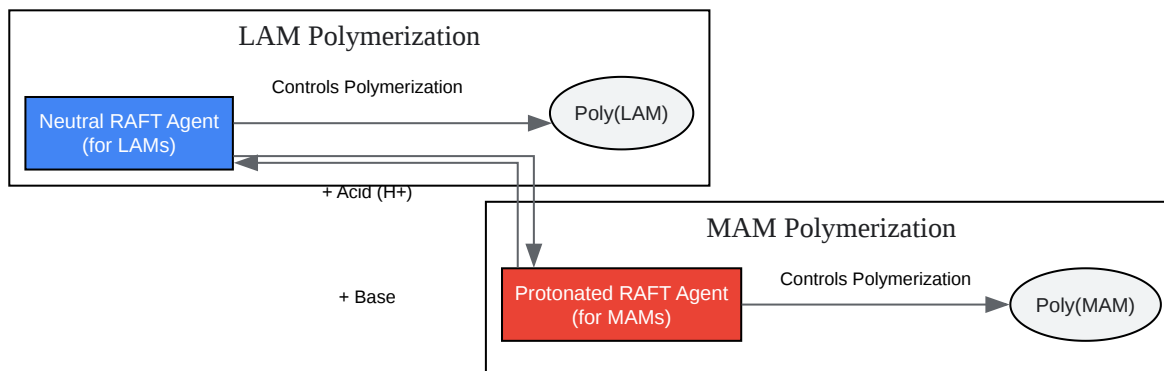 LAM Polymerization
Controls Polymerization
Neutral RAFT Agent
(for LAMs)
Poly(LAM)
+ Acid (H+)
MAM Polymerization
+ Base
Protonated RAFT Agent
(for MAMs)
Controls Polymerization
Poly(MAM)